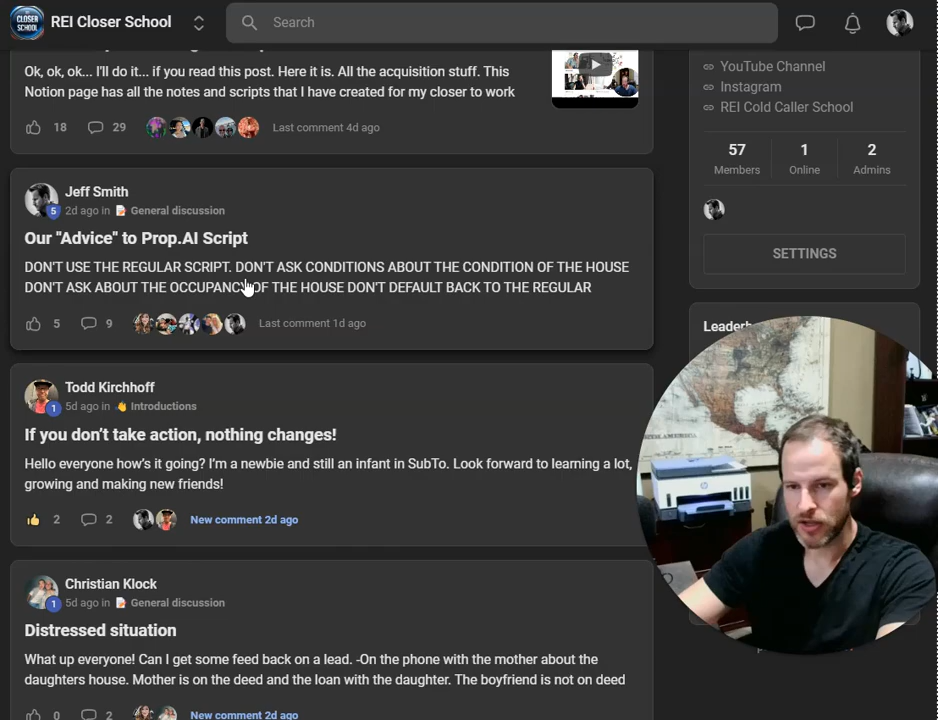 CLOSER SCHOOL
REI Closer School
Search
Ok, ok, ok... I'll do it... if you read this post. Here it is. All the acquisition stuff. This
Notion page has all the notes and scripts that I have created for my closer to work
18
29
Last comment 4d ago
YouTube Channel
Instagram
REI Cold Caller School
57
1
2
Members
Online
Admins
SETTINGS
Jeff Smith
5
2d ago in General discussion
Our "Advice" to Prop.AI Script
DON'T USE THE REGULAR SCRIPT. DON'T ASK CONDITIONS ABOUT THE CONDITION OF THE HOUSE
DON'T ASK ABOUT THE OCCUPANCY OF THE HOUSE DON'T DEFAULT BACK TO THE REGULAR
5
9
Last comment 1d ago
Todd Kirchhoff
1
5d ago in Introductions
If you don't take action, nothing changes!
Hello everyone how's it going? I'm a newbie and still an infant in SubTo. Look forward to learning a lot,
growing and making new friends!
2
2
New comment 2d ago
Christian Klock
1
5d ago in General discussion
Distressed situation
What up everyone! Can I get some feed back on a lead. -On the phone with the mother about the
daughters house. Mother is on the deed and the loan with the daughter. The boyfriend is not on deed
0
2
New comment 2d ago